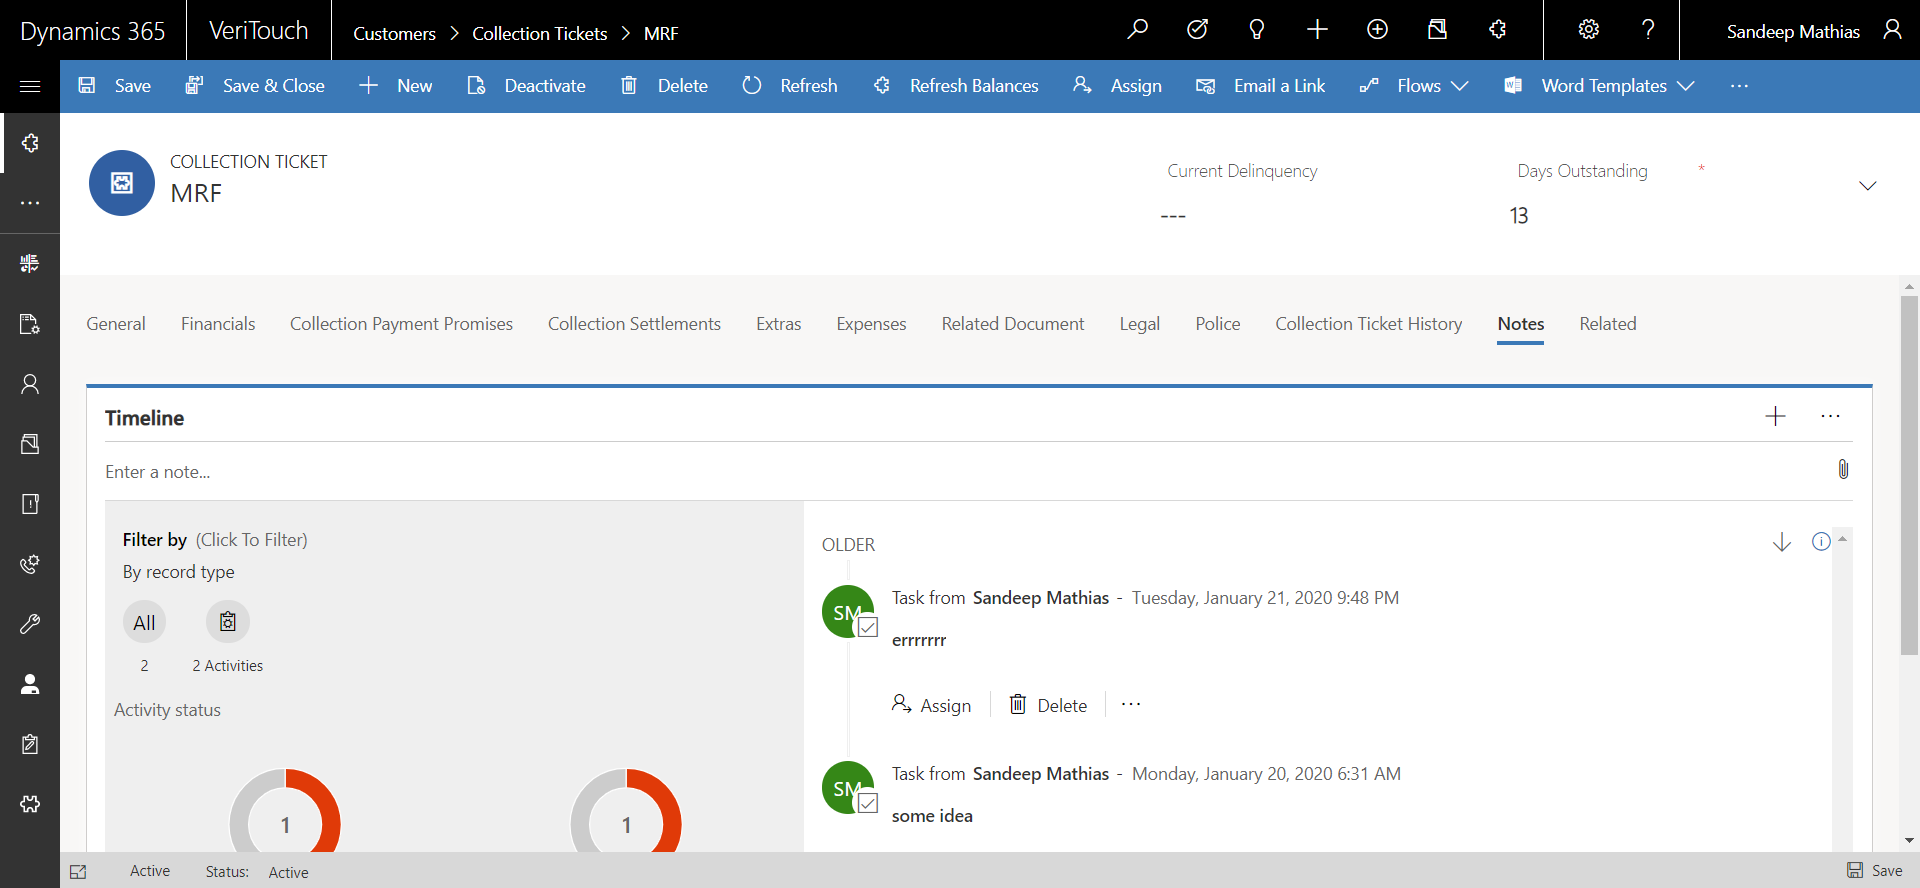 Dynamics 365 VeriTouch Customers > Collection Tickets > MRF Sandeep Mathias
Save Save & Close New Deactivate Delete Refresh Refresh Balances Assign Email a Link Flows Word Templates ...
COLLECTION TICKET
MRF
Current Delinquency Days Outstanding *
--- 13
General Financials Collection Payment Promises Collection Settlements Extras Expenses Related Document Legal Police Collection Ticket History Notes Related
Timeline
Enter a note...
Filter by (Click To Filter)
By record type
All
2 2 Activities
Activity status
1 1
OLDER
SM Task from Sandeep Mathias - Tuesday, January 21, 2020 9:48 PM
errrrrrr
Assign Delete ...
SM Task from Sandeep Mathias - Monday, January 20, 2020 6:31 AM
some idea
Active Status: Active Save